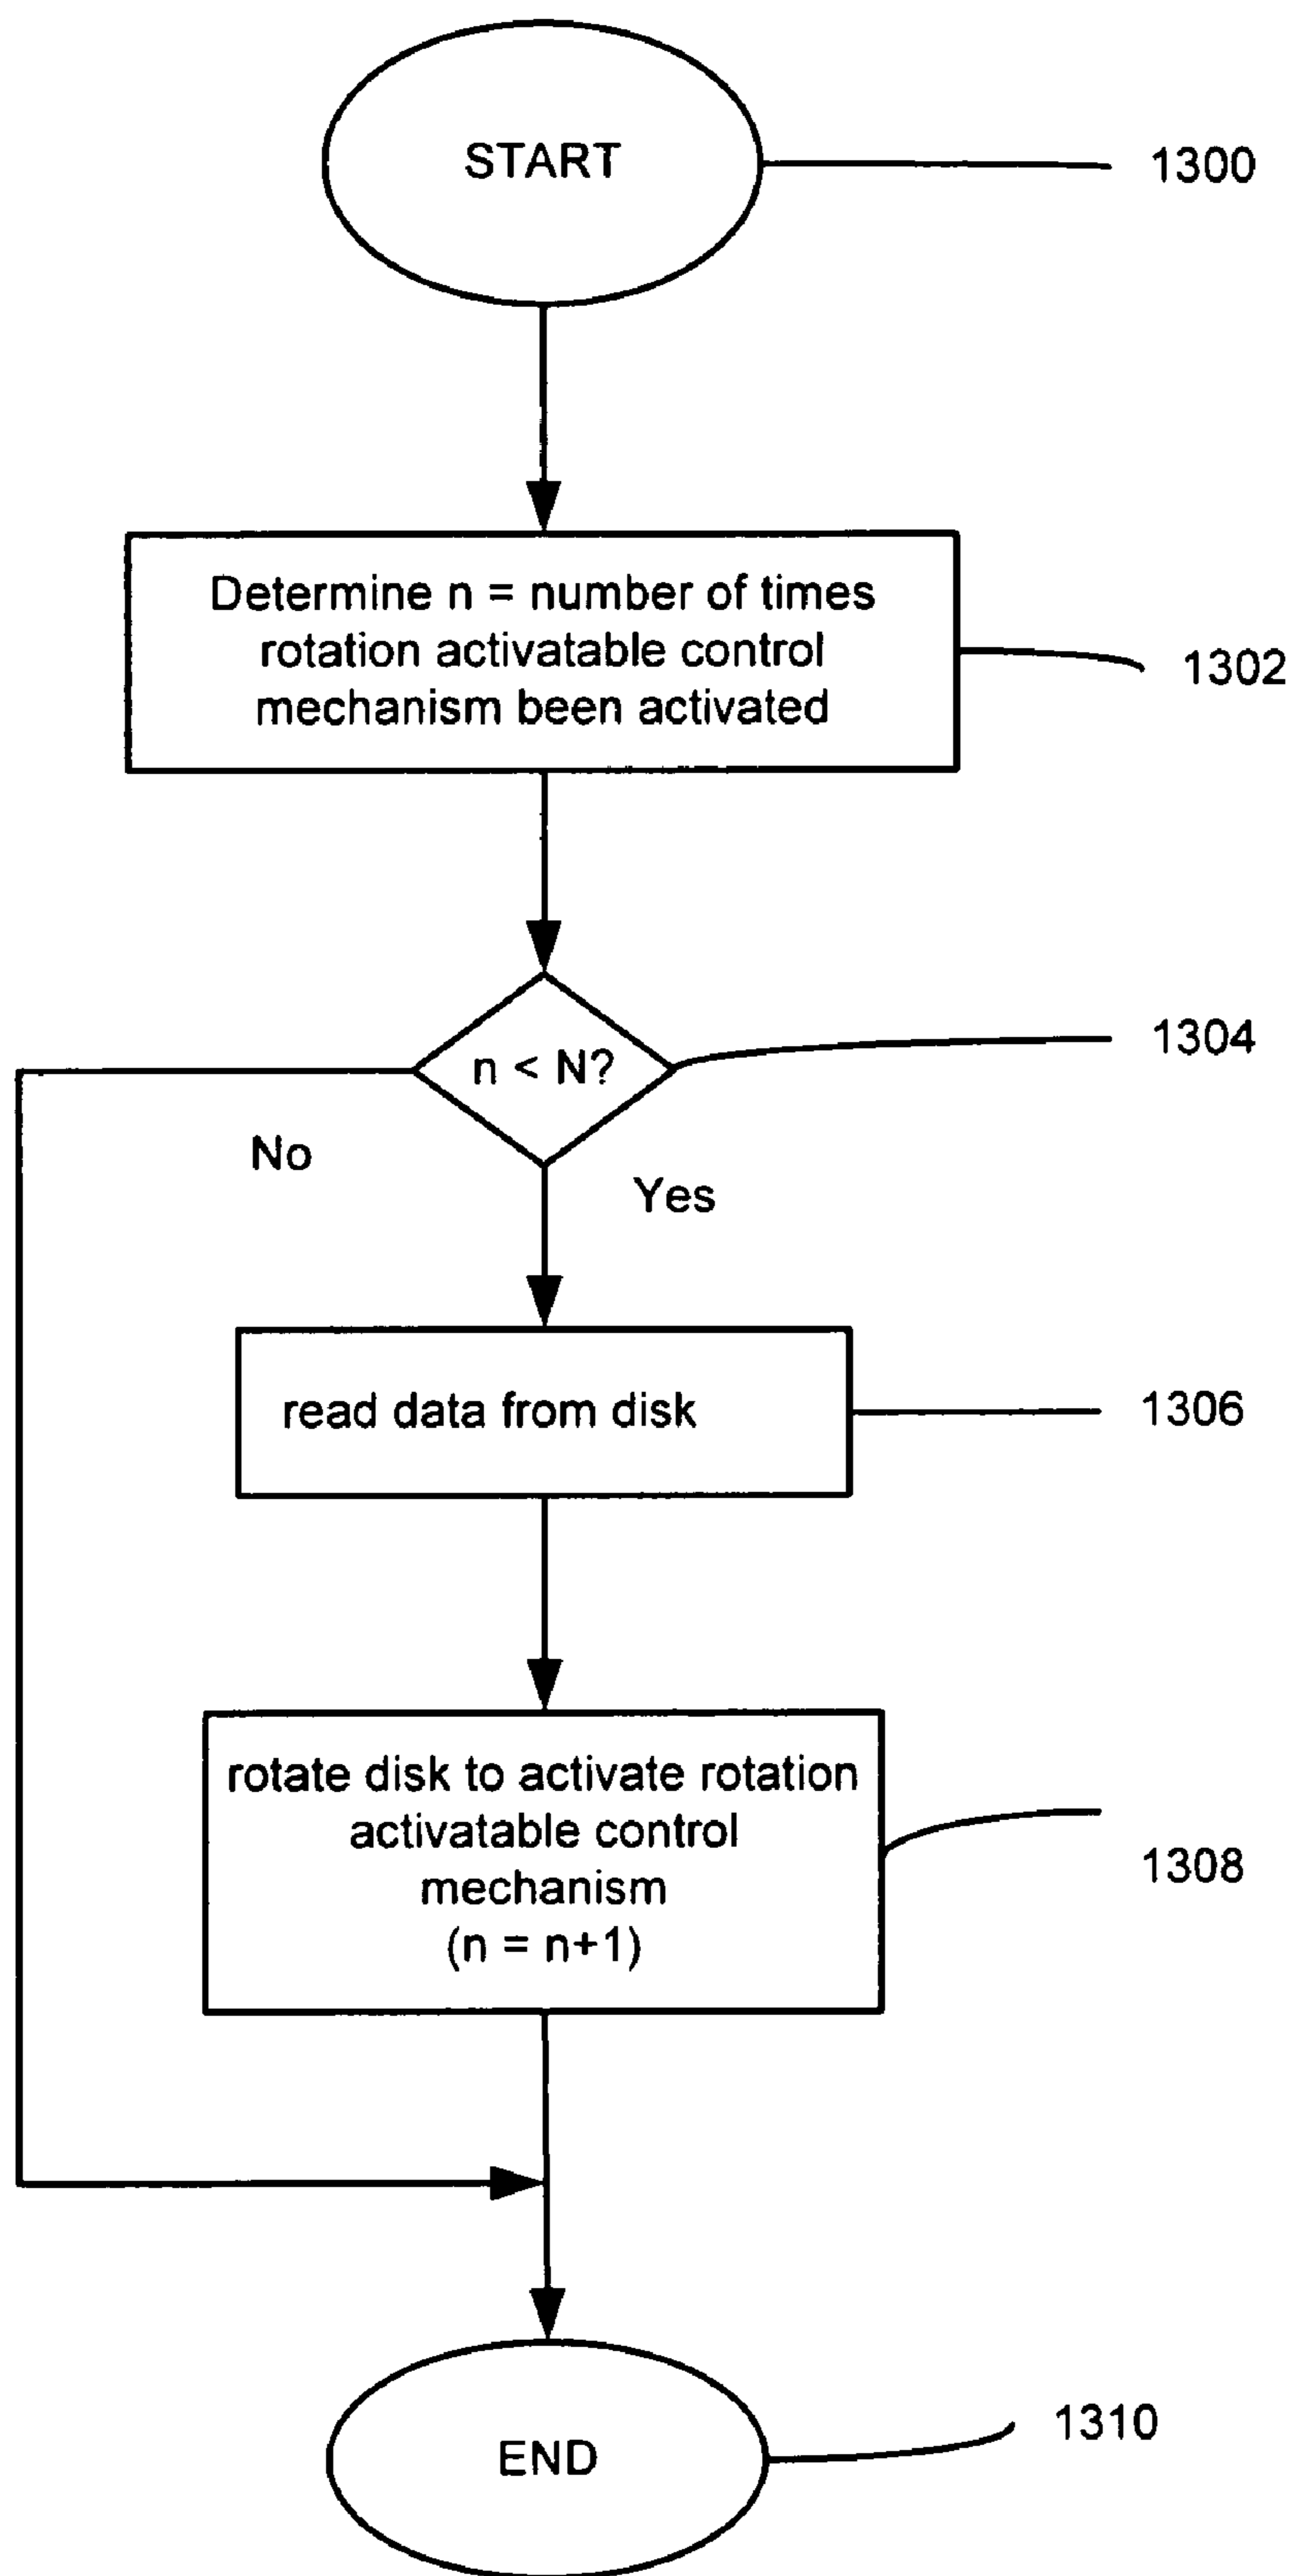 START
1300
Determine n = number of times
rotation activatable control
mechanism been activated
1302
n < N?
1304
No
Yes
read data from disk
1306
rotate disk to activate rotation
activatable control
mechanism
(n = n+1)
1308
END
1310